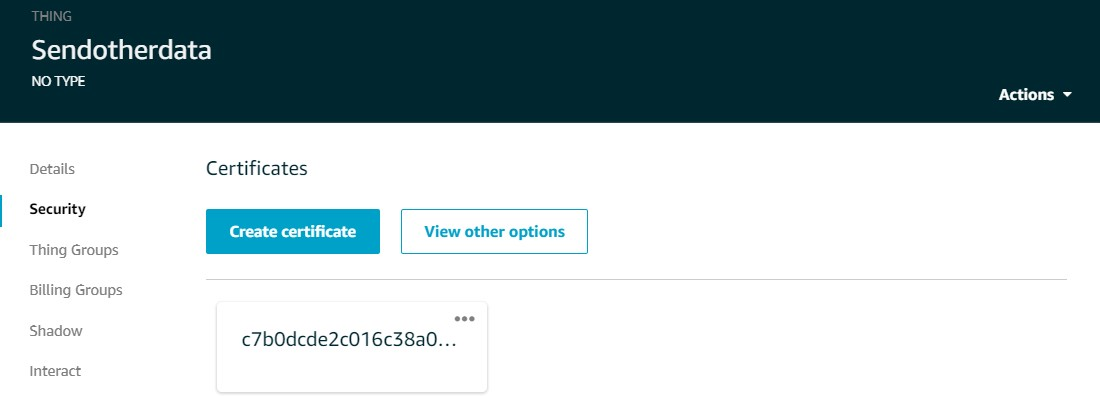 THING
Sendotherdata
NO TYPE
Actions
Details
Security
Thing Groups
Billing Groups
Shadow
Interact
Certificates
Create certificate
View other options
c7b0dcde2c016c38a0...